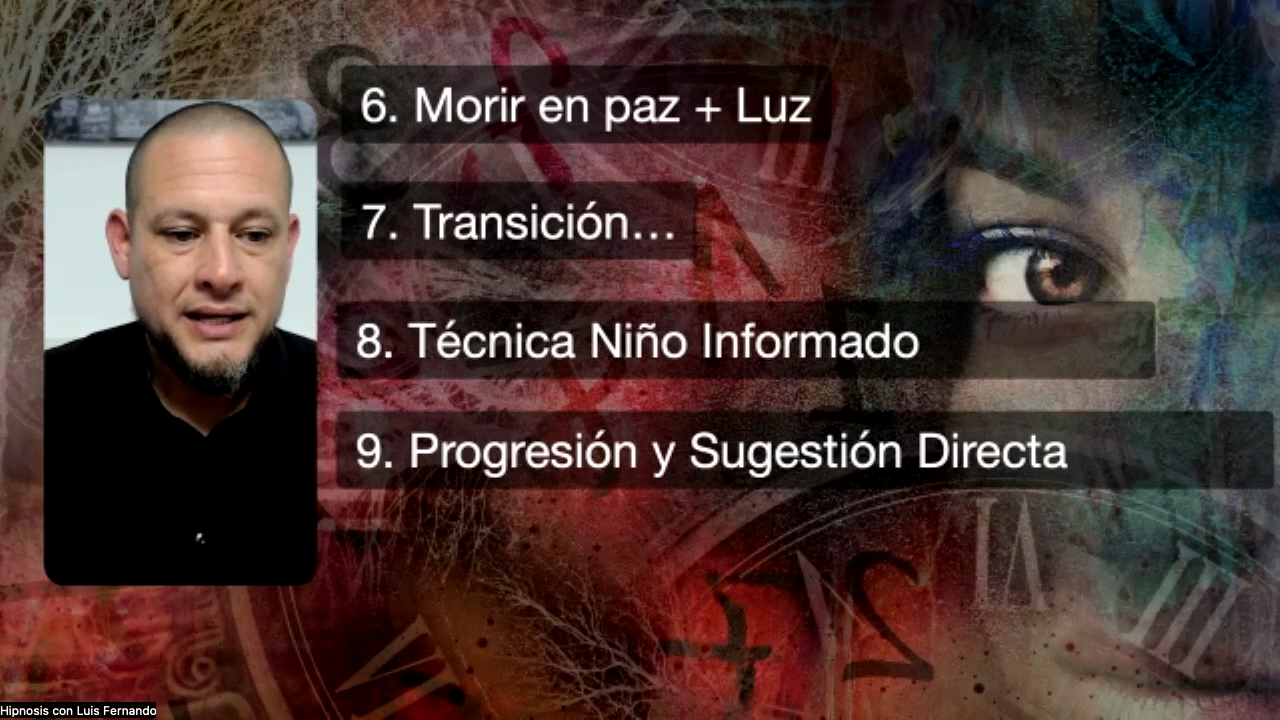 6. Morir en paz + Luz
7. Transición...
8. Técnica Niño Informado
9. Progresión y Sugestión Directa
Hipnosis con Luis Fernando